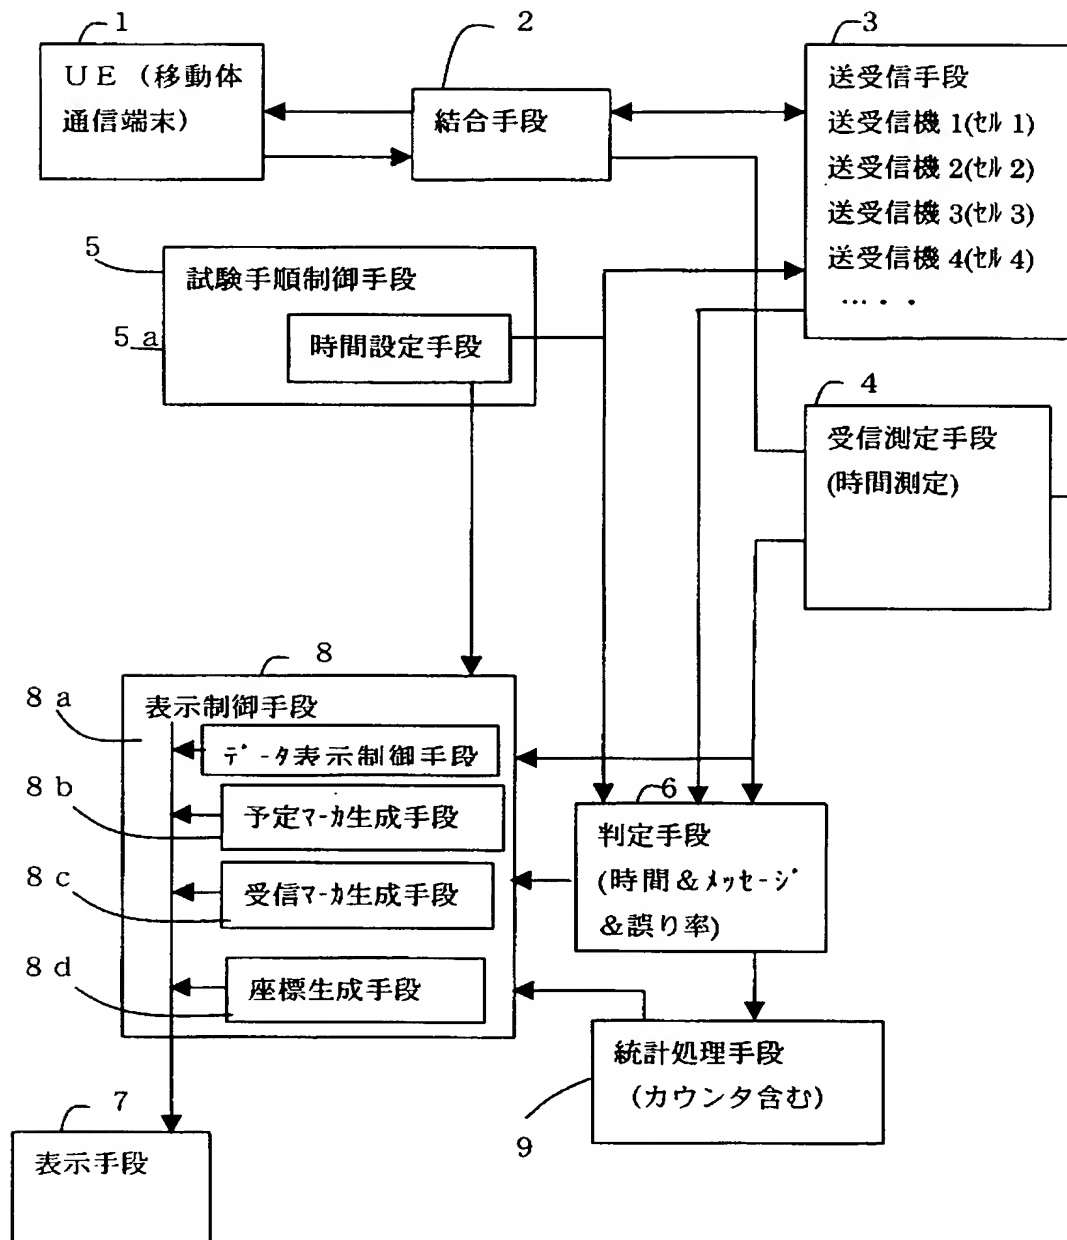 1
ＵＥ（移動体
通信端末）
2
結合手段
3
送受信手段
送受信機1(ｾﾙ1)
送受信機2(ｾﾙ2)
送受信機3(ｾﾙ3)
送受信機4(ｾﾙ4)
…・・
5
試験手順制御手段
5a
時間設定手段
4
受信測定手段
(時間測定)
8
表示制御手段
8a
ﾃﾞｰﾀ表示制御手段
8b
予定ﾏｰｶ生成手段
8c
受信ﾏｰｶ生成手段
8d
座標生成手段
6
判定手段
(時間＆ﾒｯｾｰｼﾞ
＆誤り率)
統計処理手段
（カウンタ含む）
9
7
表示手段